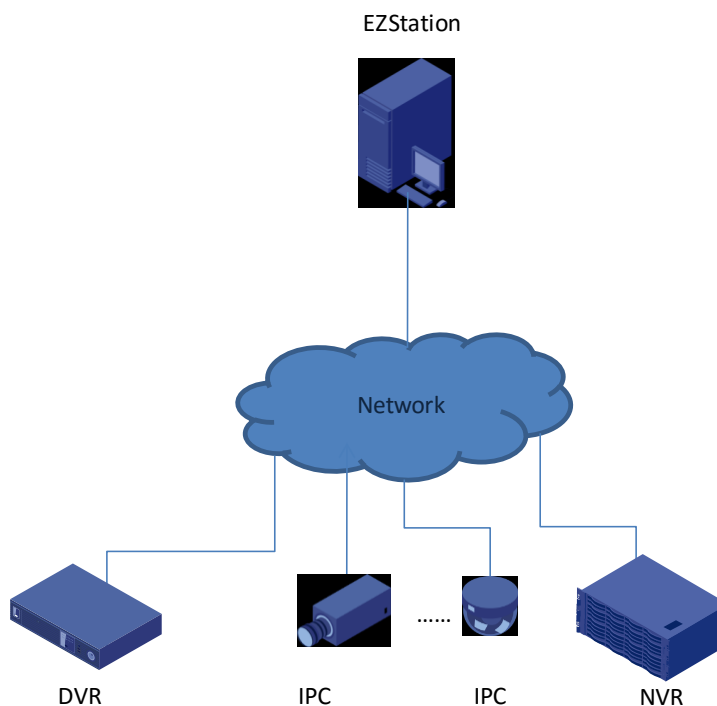 EZStation
Network
......
DVR
IPC
IPC
NVR